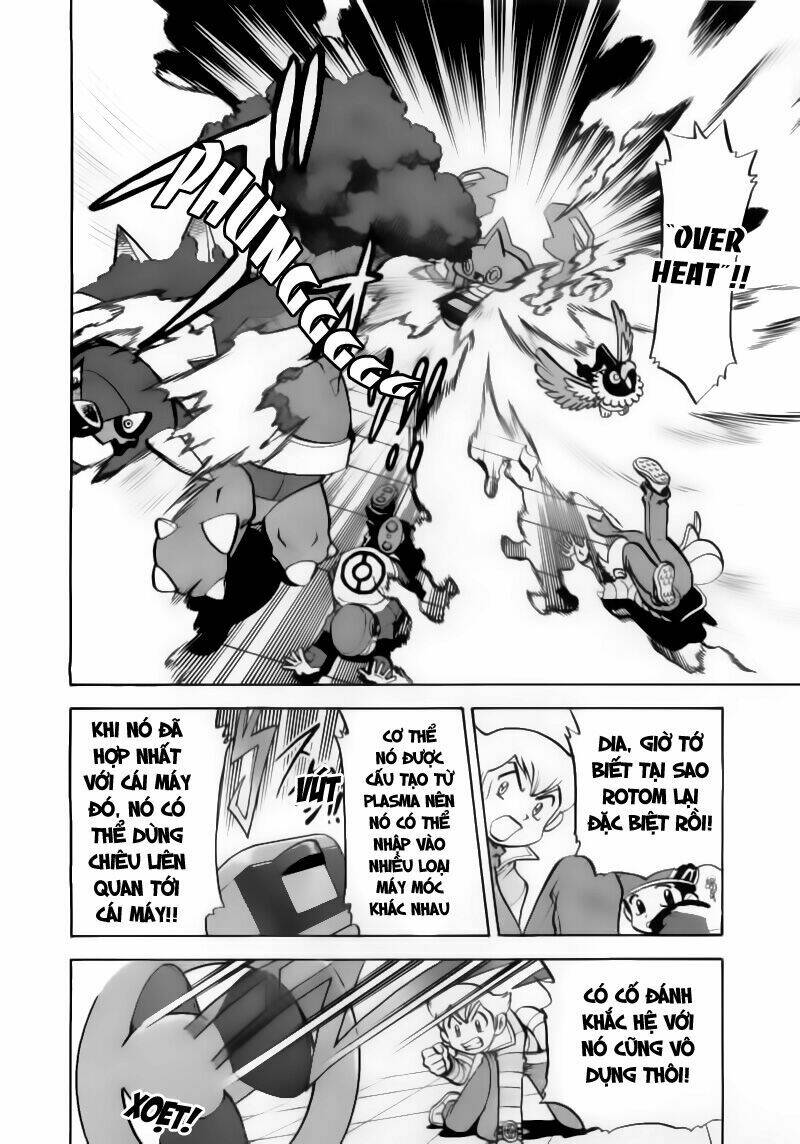 "OVER
HEAT"!!
PHỪNGGGGG
DIA, GIỜ TỚ
BIẾT TẠI SAO
ROTOM LẠI
ĐẶC BIỆT RỒI!
CƠ THỂ
NÓ ĐƯỢC
CẤU TẠO TỪ
PLASMA NÊN
NÓ CÓ THỂ
NHẬP VÀO
NHIỀU LOẠI
MÁY MÓC
KHÁC NHAU
VỤT!!
KHI NÓ ĐÃ
HỢP NHẤT
VỚI CÁI MÁY
ĐÓ, NÓ CÓ
THỂ DÙNG
CHIÊU LIÊN
QUAN TỚI
CÁI MÁY!!
CÓ CỐ ĐÁNH
KHẮC HỆ VỚI
NÓ CŨNG VÔ
DỤNG THÔI!
XOẸT!